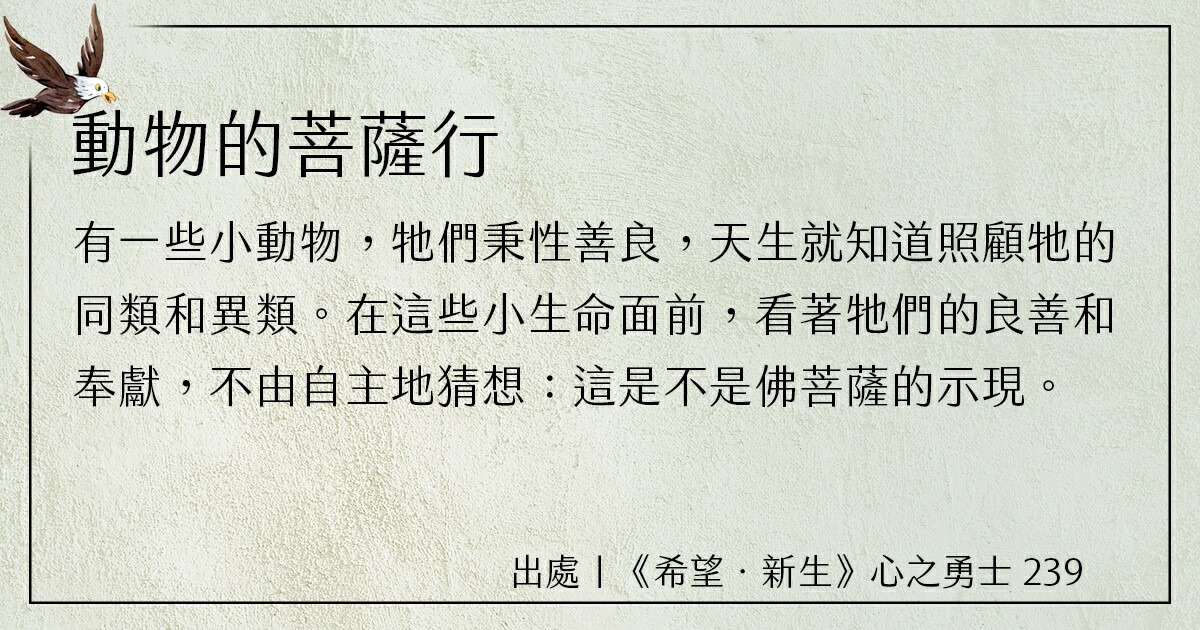 動物的菩薩行
有一些小動物，牠們秉性善良，天生就知道照顧牠的
同類和異類。在這些小生命面前，看著牠們的良善和
奉獻，不由自主地猜想：這是不是佛菩薩的示現。
出處｜《希望．新生》心之勇士 239